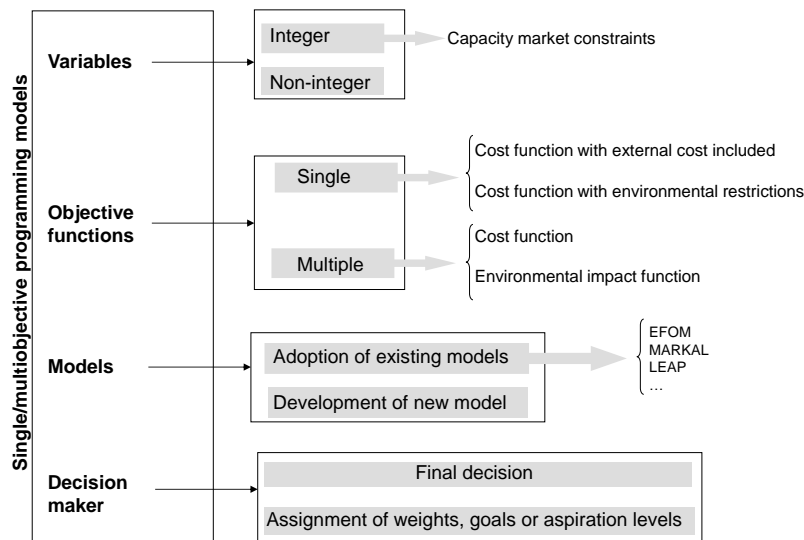 Single/multiobjective programming models
Variables
Integer
Non-integer
Capacity market constraints
Objective
functions
Single
Cost function with external cost included
Cost function with environmental restrictions
Multiple
Cost function
Environmental impact function
Models
Adoption of existing models
Development of new model
EFOM
MARKAL
LEAP
…
Decision
maker
Final decision
Assignment of weights, goals or aspiration levels